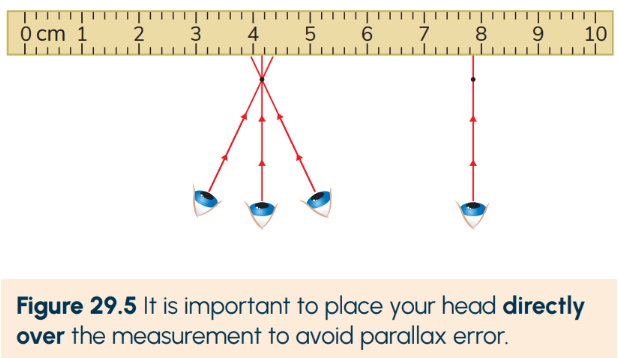 0 cm 1 2 3 4 5 6 7 8 9 10
Figure 29.5 It is important to place your head directly
over the measurement to avoid parallax error.